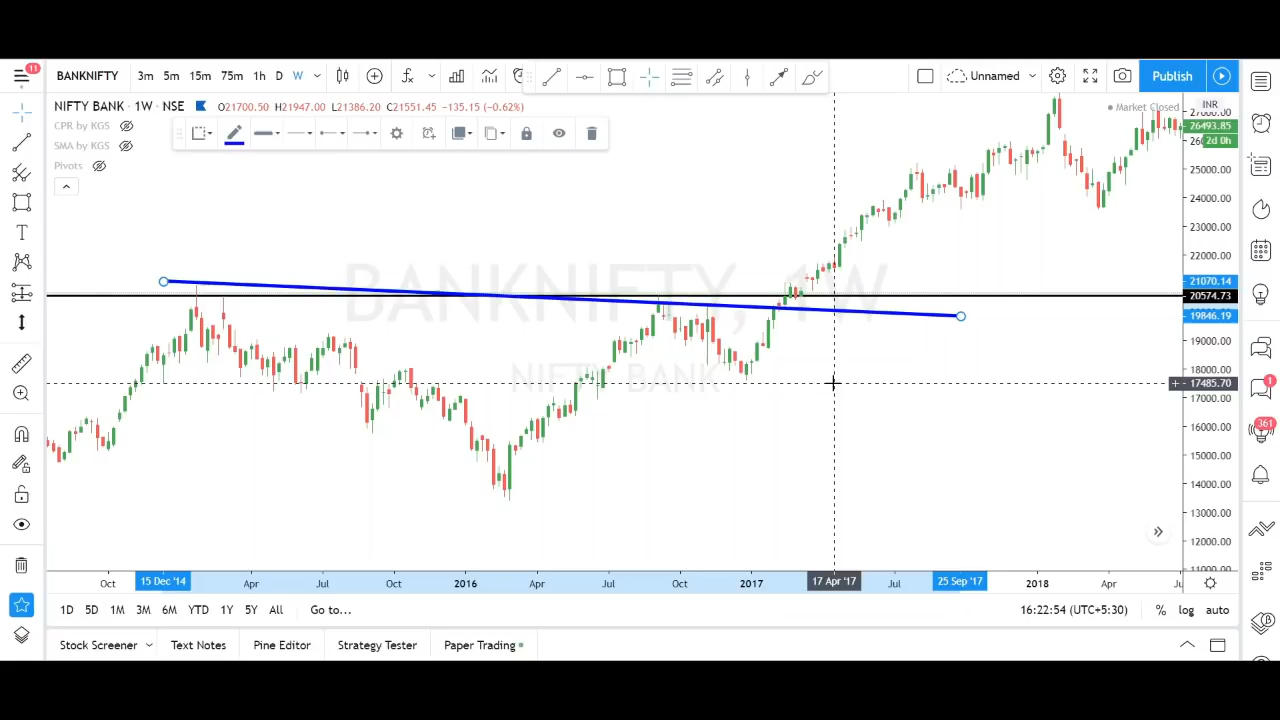 11
BANKNIFTY 3m 5m 15m 75m 1h D W Unnamed Publish
NIFTY BANK · 1W · NSE O21700.50 H21947.00 L21386.20 C21551.45 -135.15 (-0.62%)
Market Closed
INR
CPR by KGS
SMA by KGS
Pivots
BANKNIFTY, 1W
NIFTY BANK
27000.00
26493.85
2d 0h
25000.00
24000.00
23000.00
22000.00
21070.14
20574.73
19846.19
19000.00
18000.00
17485.70
17000.00
16000.00
15000.00
14000.00
13000.00
12000.00
11000.00
1
361
Oct 15 Dec '14 Apr Jul Oct 2016 Apr Jul Oct 2017 17 Apr '17 Jul 25 Sep '17 2018 Apr
1D 5D 1M 3M 6M YTD 1Y 5Y All Go to... 16:22:54 (UTC+5:30) % log auto
Stock Screener Text Notes Pine Editor Strategy Tester Paper Trading